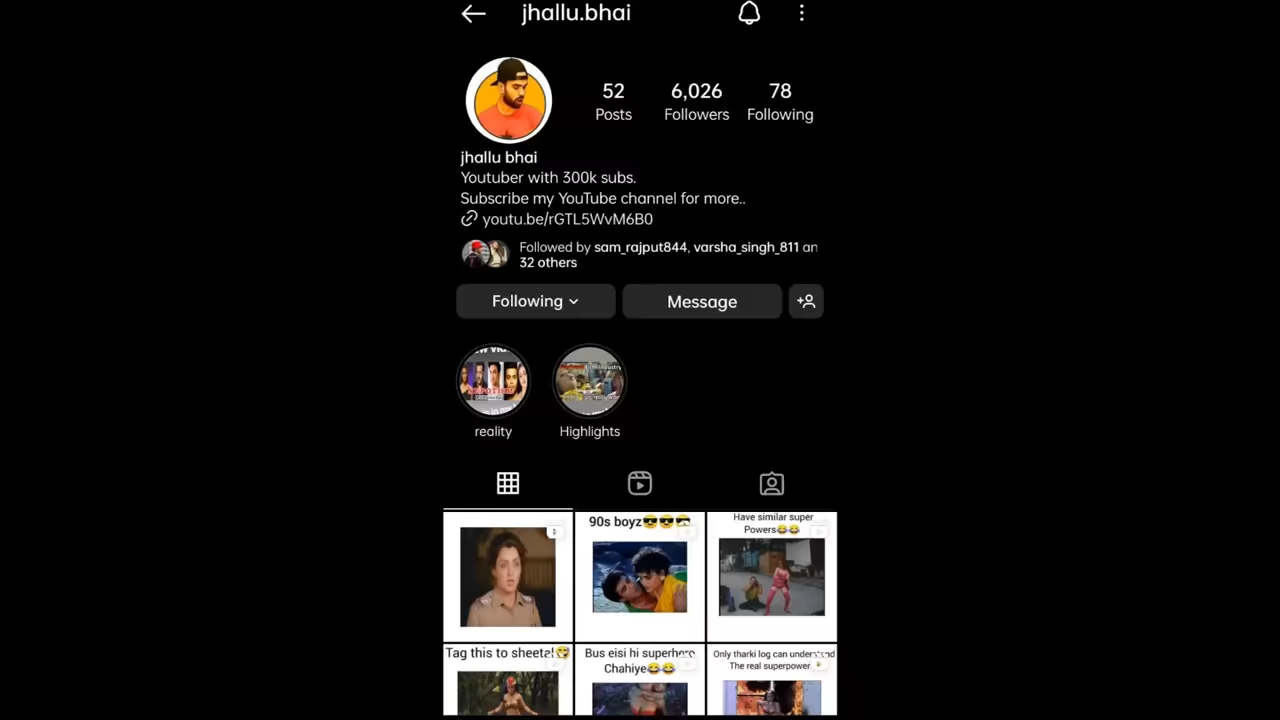 jhallu.bhai
52
6,026
78
Posts
Followers
Following
jhallu bhai
Youtuber with 300k subs.
Subscribe my YouTube channel for more..
youtu.be/rGTL5WvM6B0
Followed by sam_rajput844, varsha_singh_811 an
32 others
Following
Message
reality
Highlights
90s boyz😎😎😎
Have similar super
Powers😂😂
Tag this to sheetal
Bus eisi hi superhero
Chahiye😂😂
Only tharki log can understand
The real superpower